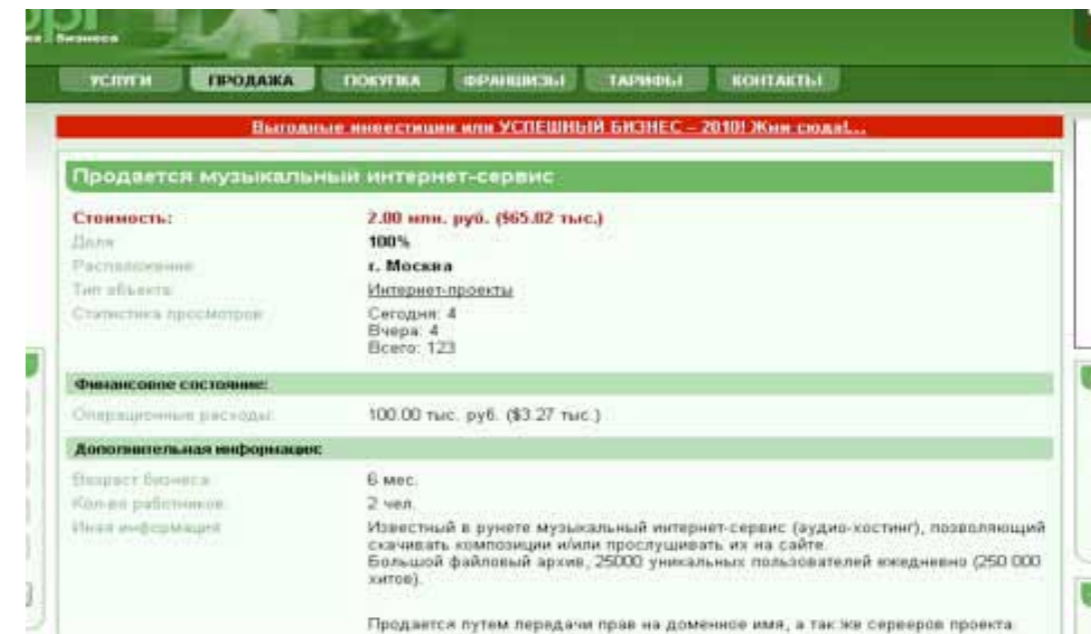 бизнеса
УСЛУГИ ПРОДАЖА ПОКУПКА ФРАНШИЗЫ ТАРИФЫ КОНТАКТЫ
Выгодные инвестиции или УСПЕШНЫЙ БИЗНЕС – 2010! Жми сюда!...
Продается музыкальный интернет-сервис
Стоимость: 2.00 млн. руб. ($65.02 тыс.)
Доля: 100%
Расположение: г. Москва
Тип объекта: Интернет-проекты
Статистика просмотров: Сегодня: 4
Вчера: 4
Всего: 123
Финансовое состояние:
Операционные расходы: 100.00 тыс. руб. ($3.27 тыс.)
Дополнительная информация:
Возраст бизнеса: 6 мес.
Кол-во работников: 2 чел.
Иная информация: Известный в рунете музыкальный интернет-сервис (аудио-хостинг), позволяющий
скачивать композиции и/или прослушивать их на сайте.
Большой файловый архив, 25000 уникальных пользователей ежедневно (250 000
хитов).
Продается путем передачи прав на доменное имя, а так же серверов проекта.